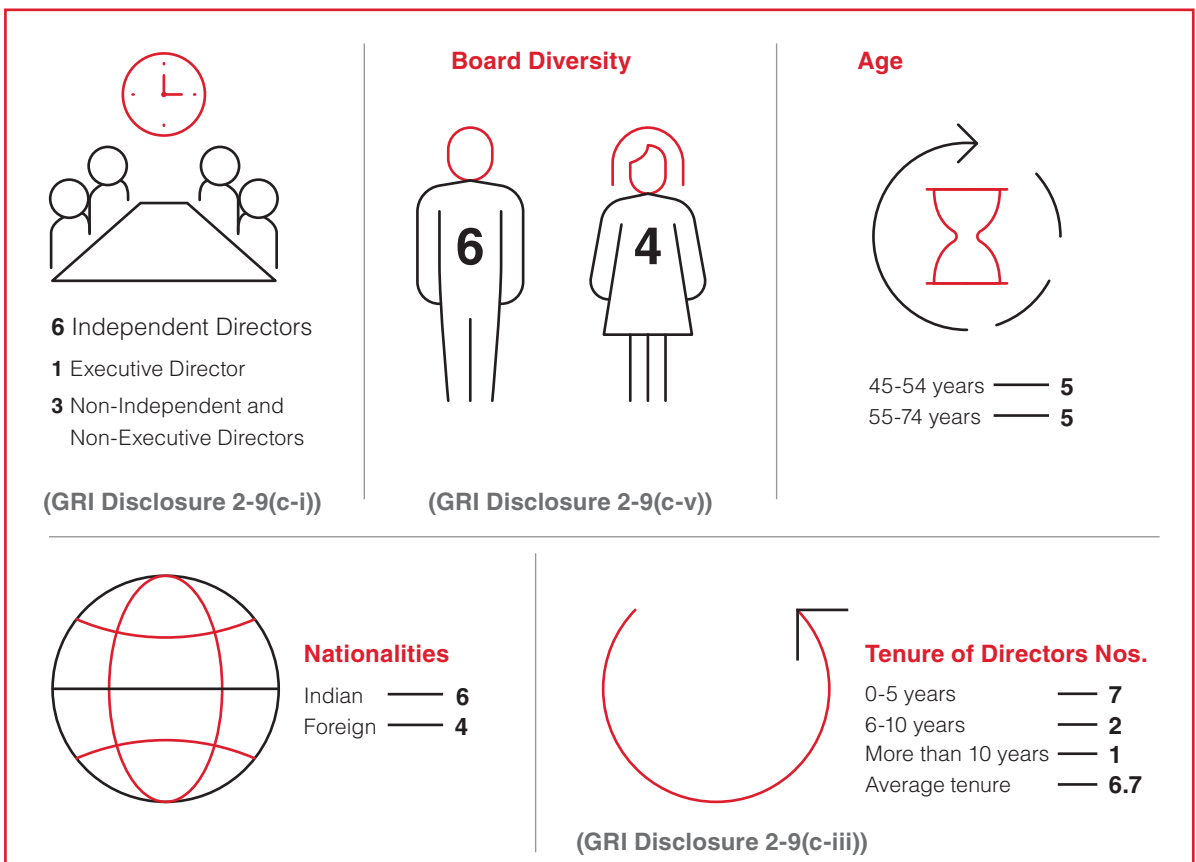 6 Independent Directors
1 Executive Director
3 Non-Independent and
Non-Executive Directors
(GRI Disclosure 2-9(c-i))
Board Diversity
6
4
(GRI Disclosure 2-9(c-v))
Age
45-54 years 5
55-74 years 5
Nationalities
Indian 6
Foreign 4
Tenure of Directors Nos.
0-5 years 7
6-10 years 2
More than 10 years 1
Average tenure 6.7
(GRI Disclosure 2-9(c-iii))